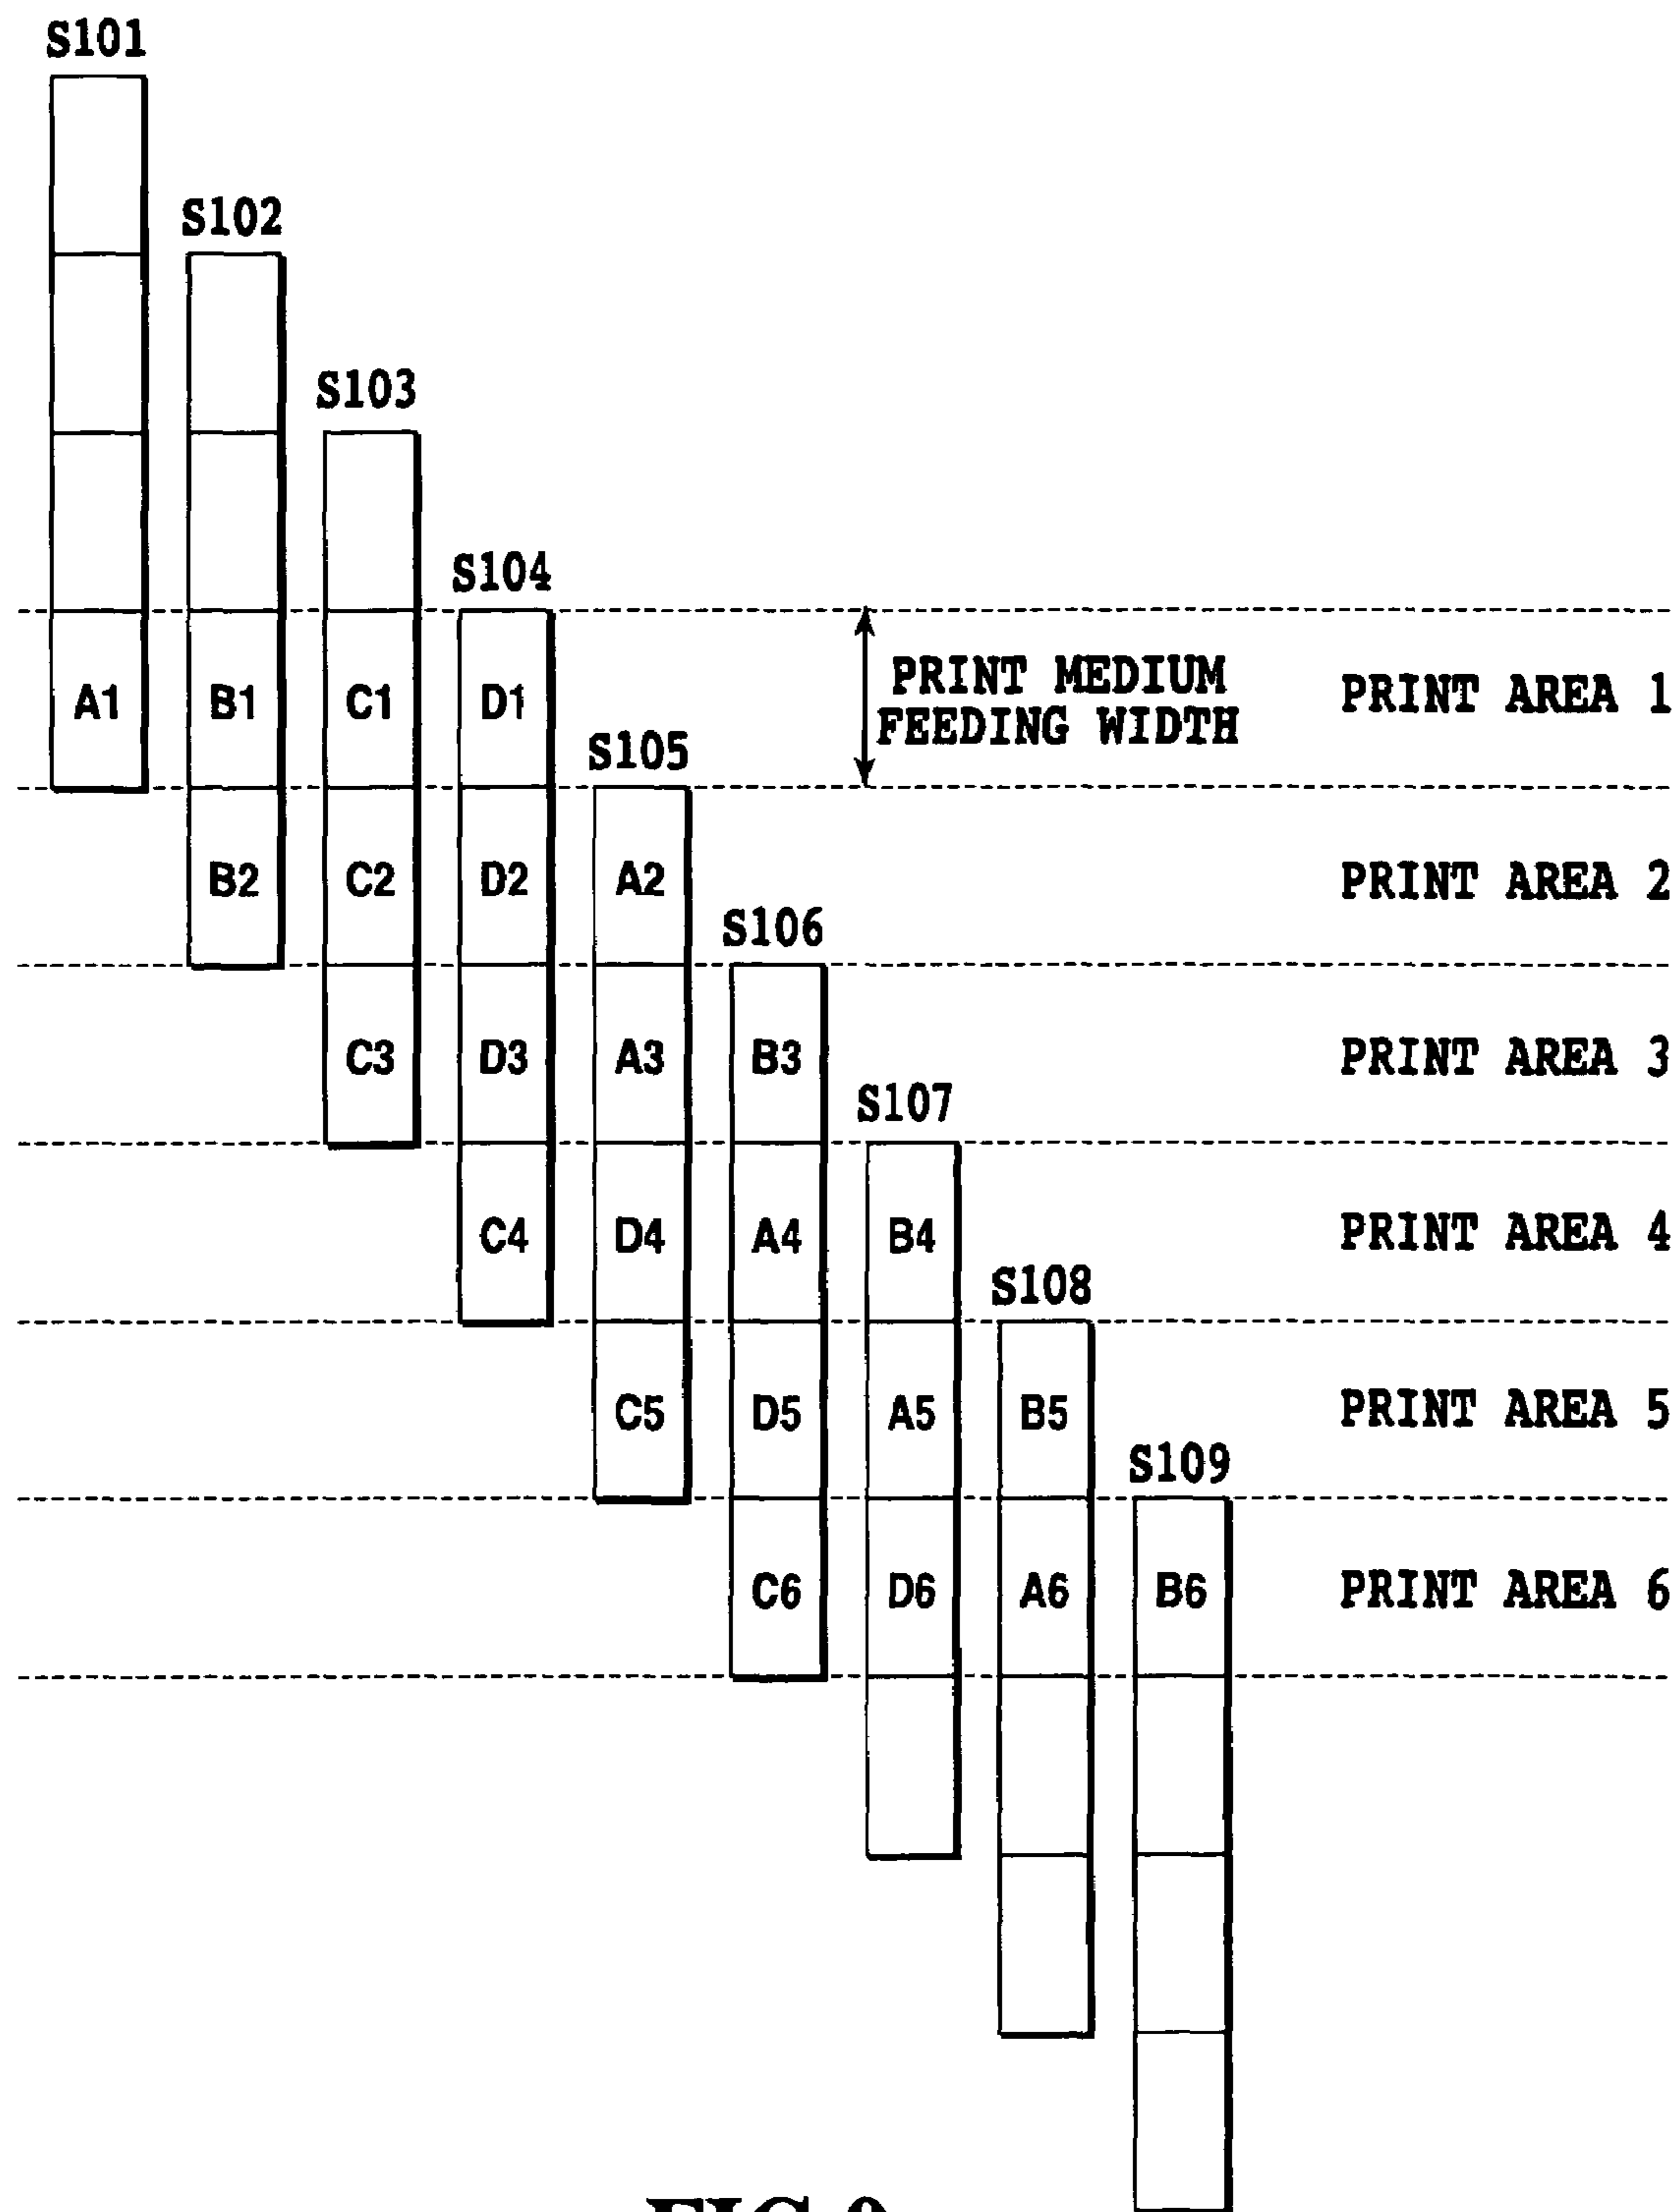 S101
S102
S103
S104
A1 B1 C1 D1 PRINT MEDIUM FEEDING WIDTH PRINT AREA 1
S105
B2 C2 D2 A2 PRINT AREA 2
S106
C3 D3 A3 B3 PRINT AREA 3
S107
C4 D4 A4 B4 PRINT AREA 4
S108
C5 D5 A5 B5 PRINT AREA 5
S109
C6 D6 A6 B6 PRINT AREA 6